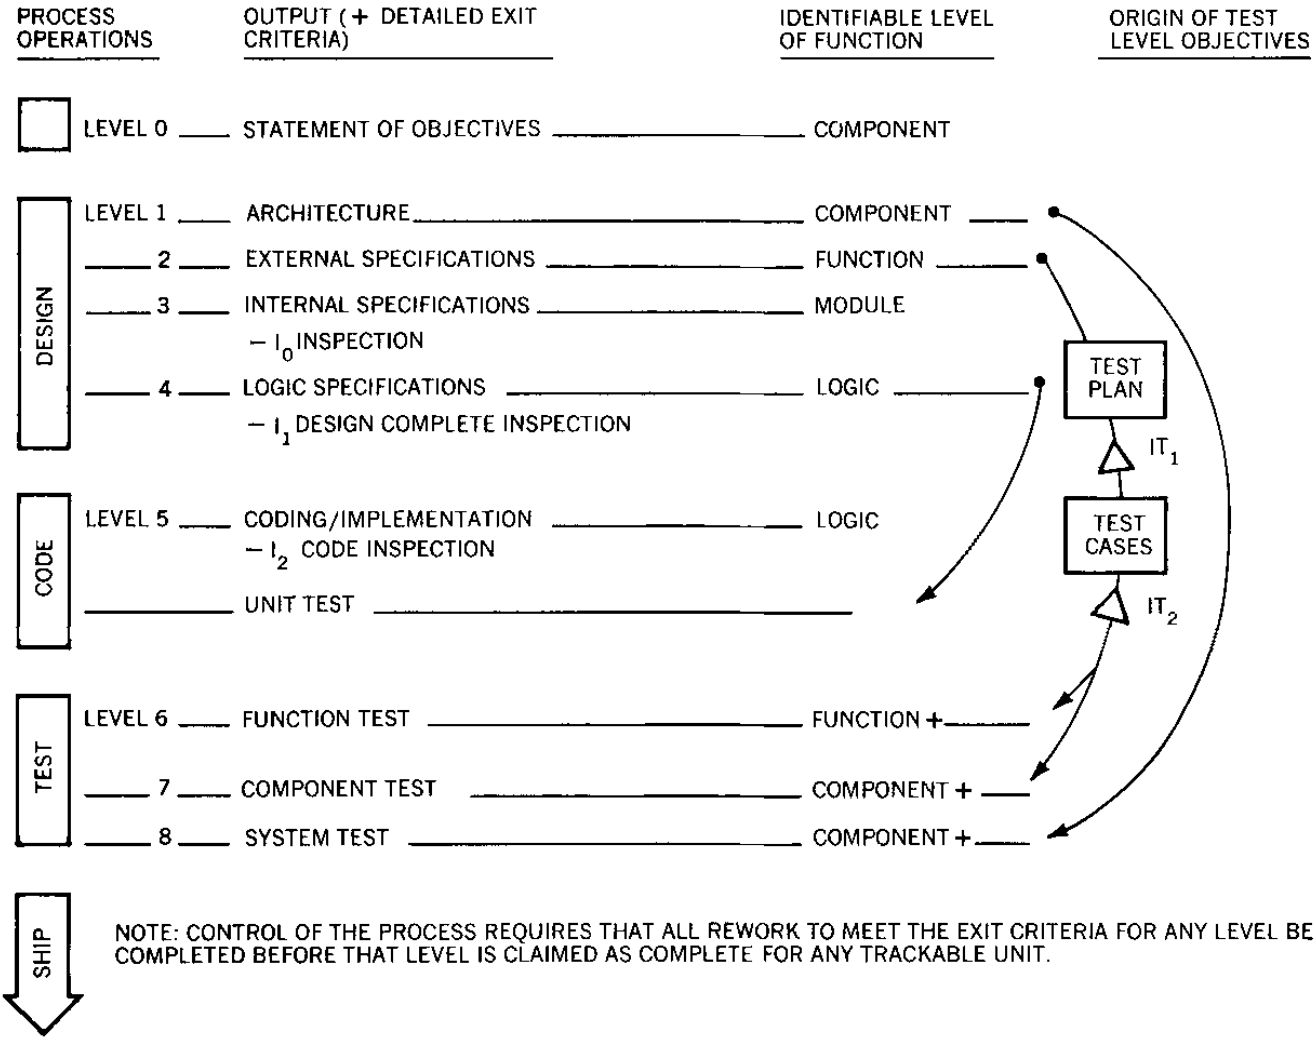 PROCESS OPERATIONS
OUTPUT (+ DETAILED EXIT CRITERIA)
IDENTIFIABLE LEVEL OF FUNCTION
ORIGIN OF TEST LEVEL OBJECTIVES
LEVEL 0 STATEMENT OF OBJECTIVES COMPONENT
DESIGN
LEVEL 1 ARCHITECTURE COMPONENT
2 EXTERNAL SPECIFICATIONS FUNCTION
3 INTERNAL SPECIFICATIONS MODULE
– I0 INSPECTION
TEST
PLAN
4 LOGIC SPECIFICATIONS LOGIC
– I1 DESIGN COMPLETE INSPECTION
IT1
CODE
LEVEL 5 CODING/IMPLEMENTATION LOGIC
– I2 CODE INSPECTION
TEST
CASES
UNIT TEST
IT2
TEST
LEVEL 6 FUNCTION TEST FUNCTION +
7 COMPONENT TEST COMPONENT +
8 SYSTEM TEST COMPONENT +
SHIP
NOTE: CONTROL OF THE PROCESS REQUIRES THAT ALL REWORK TO MEET THE EXIT CRITERIA FOR ANY LEVEL BE
COMPLETED BEFORE THAT LEVEL IS CLAIMED AS COMPLETE FOR ANY TRACKABLE UNIT.